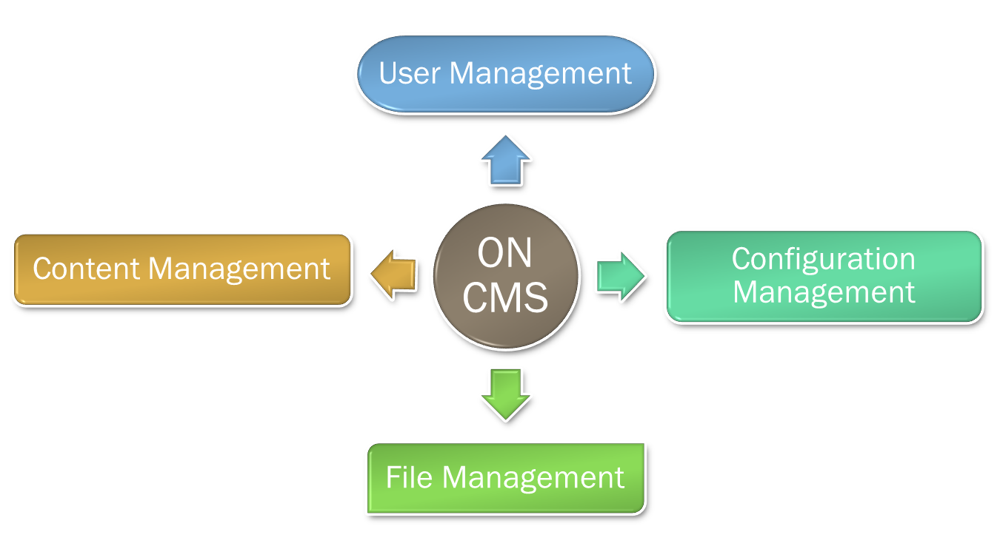 User Management
Content Management
ON
CMS
Configuration
Management
File Management